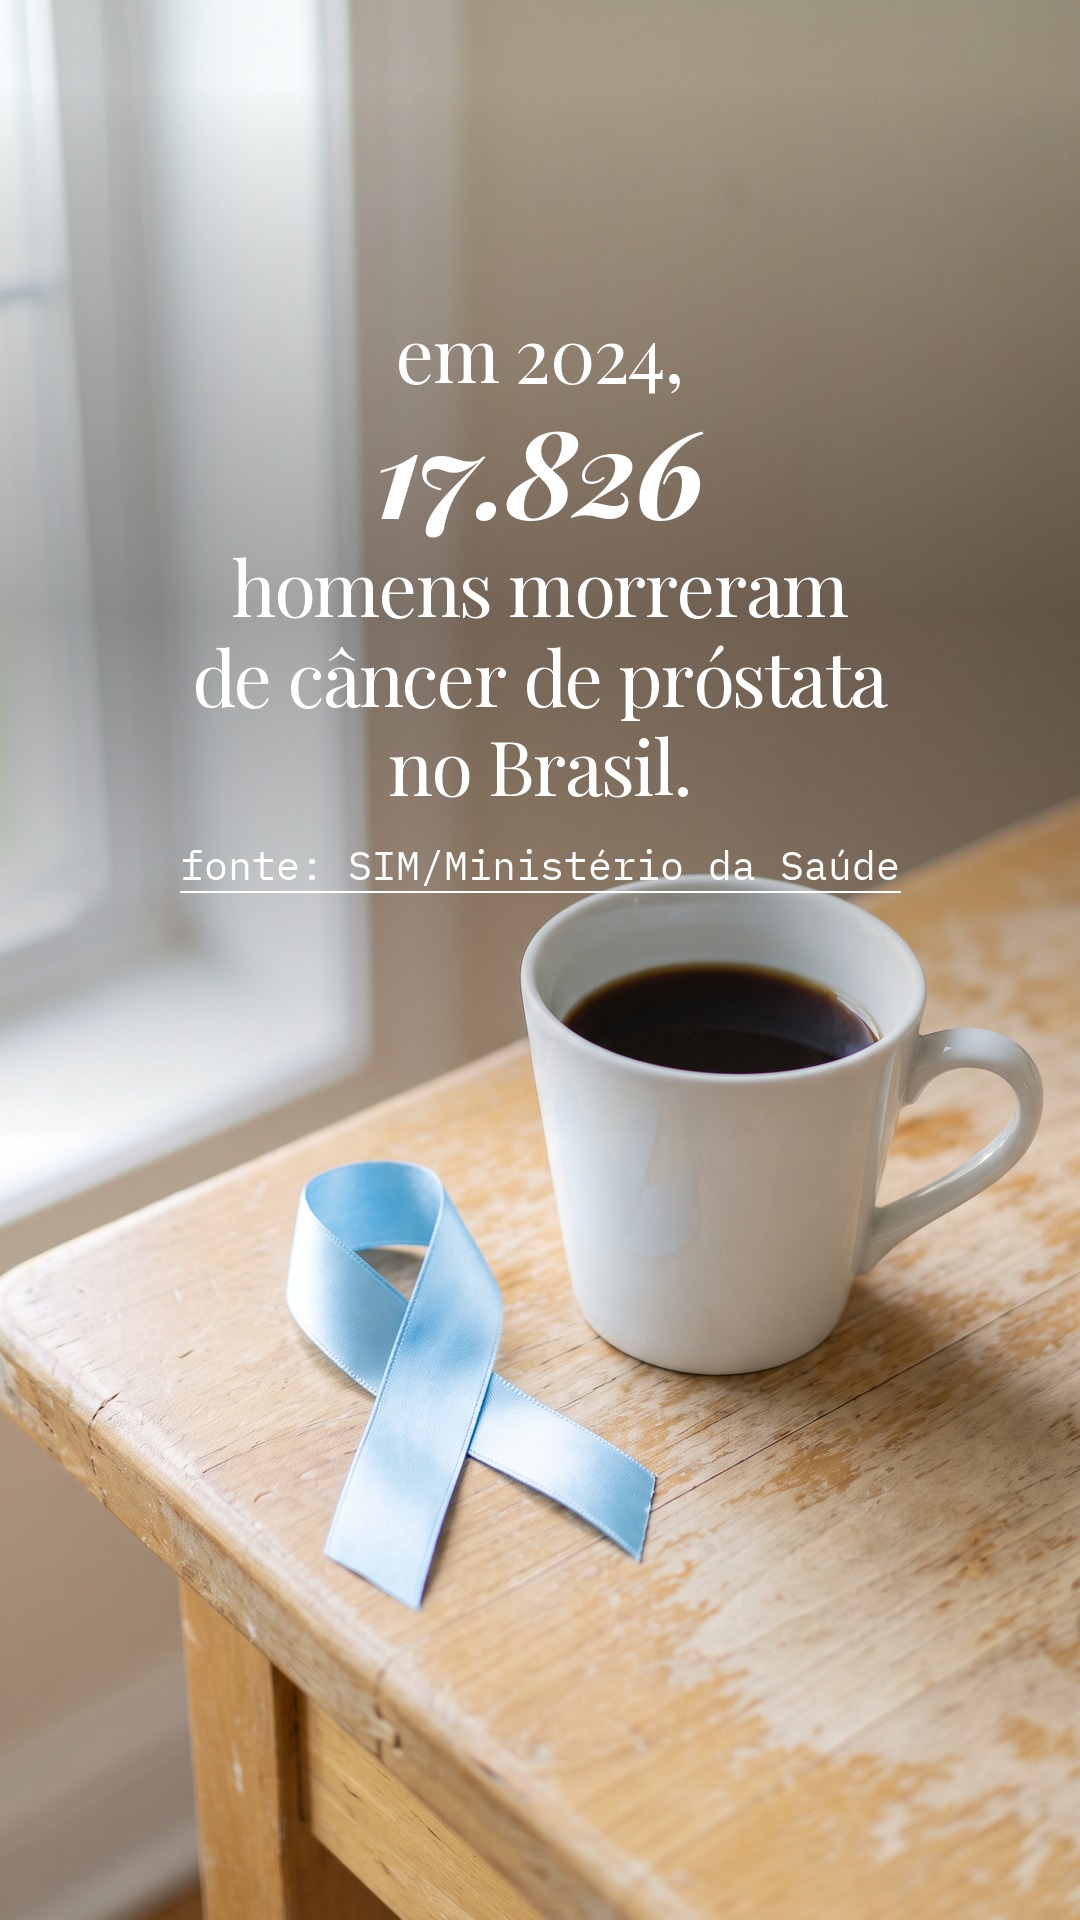 em 2024,
17.826
homens morreram
de câncer de próstata
no Brasil.
fonte: SIM/Ministério da Saúde